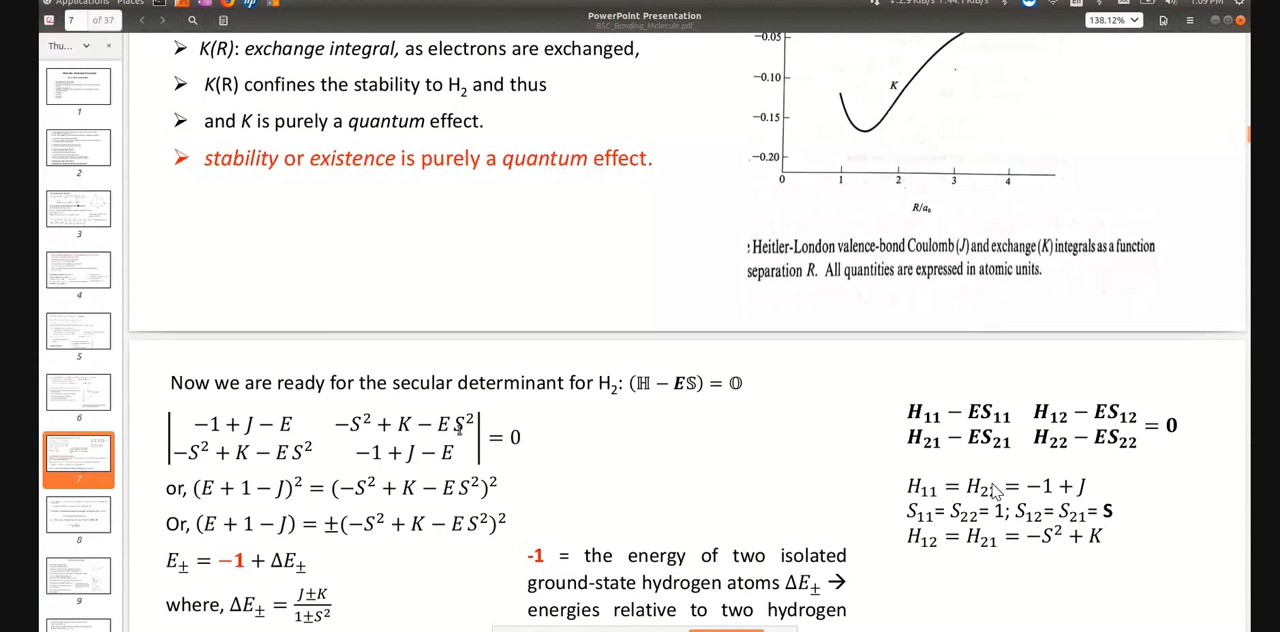 Applications Places 1:09 PM
7 of 37
PowerPoint Presentation
BSC_Bonding_Molecule.pdf
138.12%
Thu...
1
2
3
4
5
6
7
8
9
➤ K(R): exchange integral, as electrons are exchanged,
➤ K(R) confines the stability to H₂ and thus
➤ and K is purely a quantum effect.
➤ stability or existence is purely a quantum effect.
−0.05
−0.10
−0.15
−0.20
K
0 1 2 3 4
R/a₀
: Heitler-London valence-bond Coulomb (J) and exchange (K) integrals as a function
separation R. All quantities are expressed in atomic units.
Now we are ready for the secular determinant for H₂: (ℍ − E𝕊) = 𝕆
| −1 + J − E −S² + K − E S² |
| −S² + K − E S² −1 + J − E | = 0
or, (E + 1 − J)² = (−S² + K − E S²)²
Or, (E + 1 − J) = ±(−S² + K − E S²)²
E± = −1 + ΔE±
where, ΔE± = J±K / 1±S²
-1 = the energy of two isolated
ground-state hydrogen atoms ΔE± ➔
energies relative to two hydrogen
H₁₁ − ES₁₁ H₁₂ − ES₁₂
H₂₁ − ES₂₁ H₂₂ − ES₂₂ = 0
H₁₁ = H₂ = −1 + J
S₁₁= S₂₂= 1; S₁₂= S₂₁= S
H₁₂ = H₂₁ = −S² + K